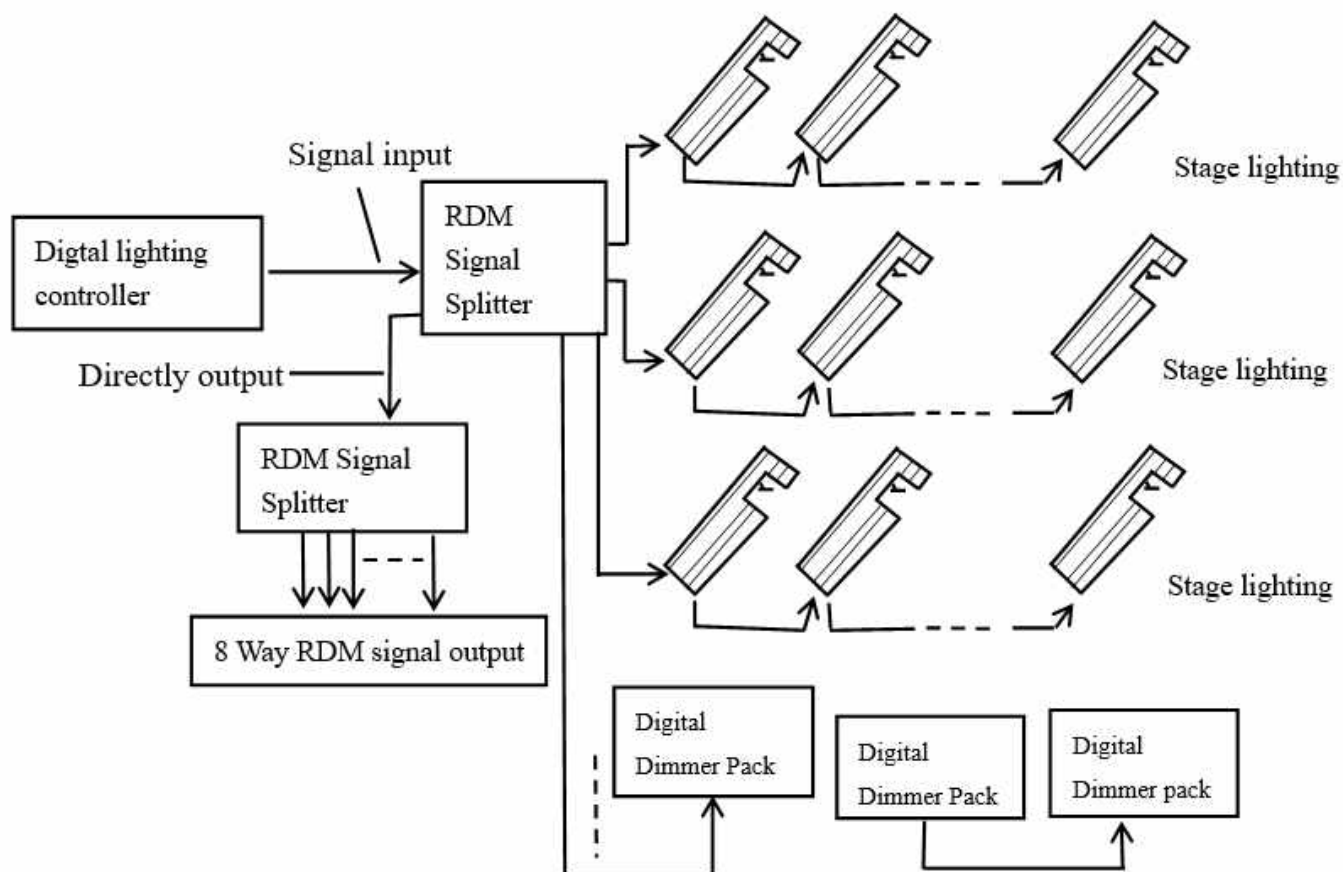 Signal input
Digtal lighting
controller
RDM
Signal
Splitter
Stage lighting
Directly output
Stage lighting
RDM Signal
Splitter
Stage lighting
8 Way RDM signal output
Digital
Dimmer Pack
Digital
Dimmer Pack
Digital
Dimmer pack